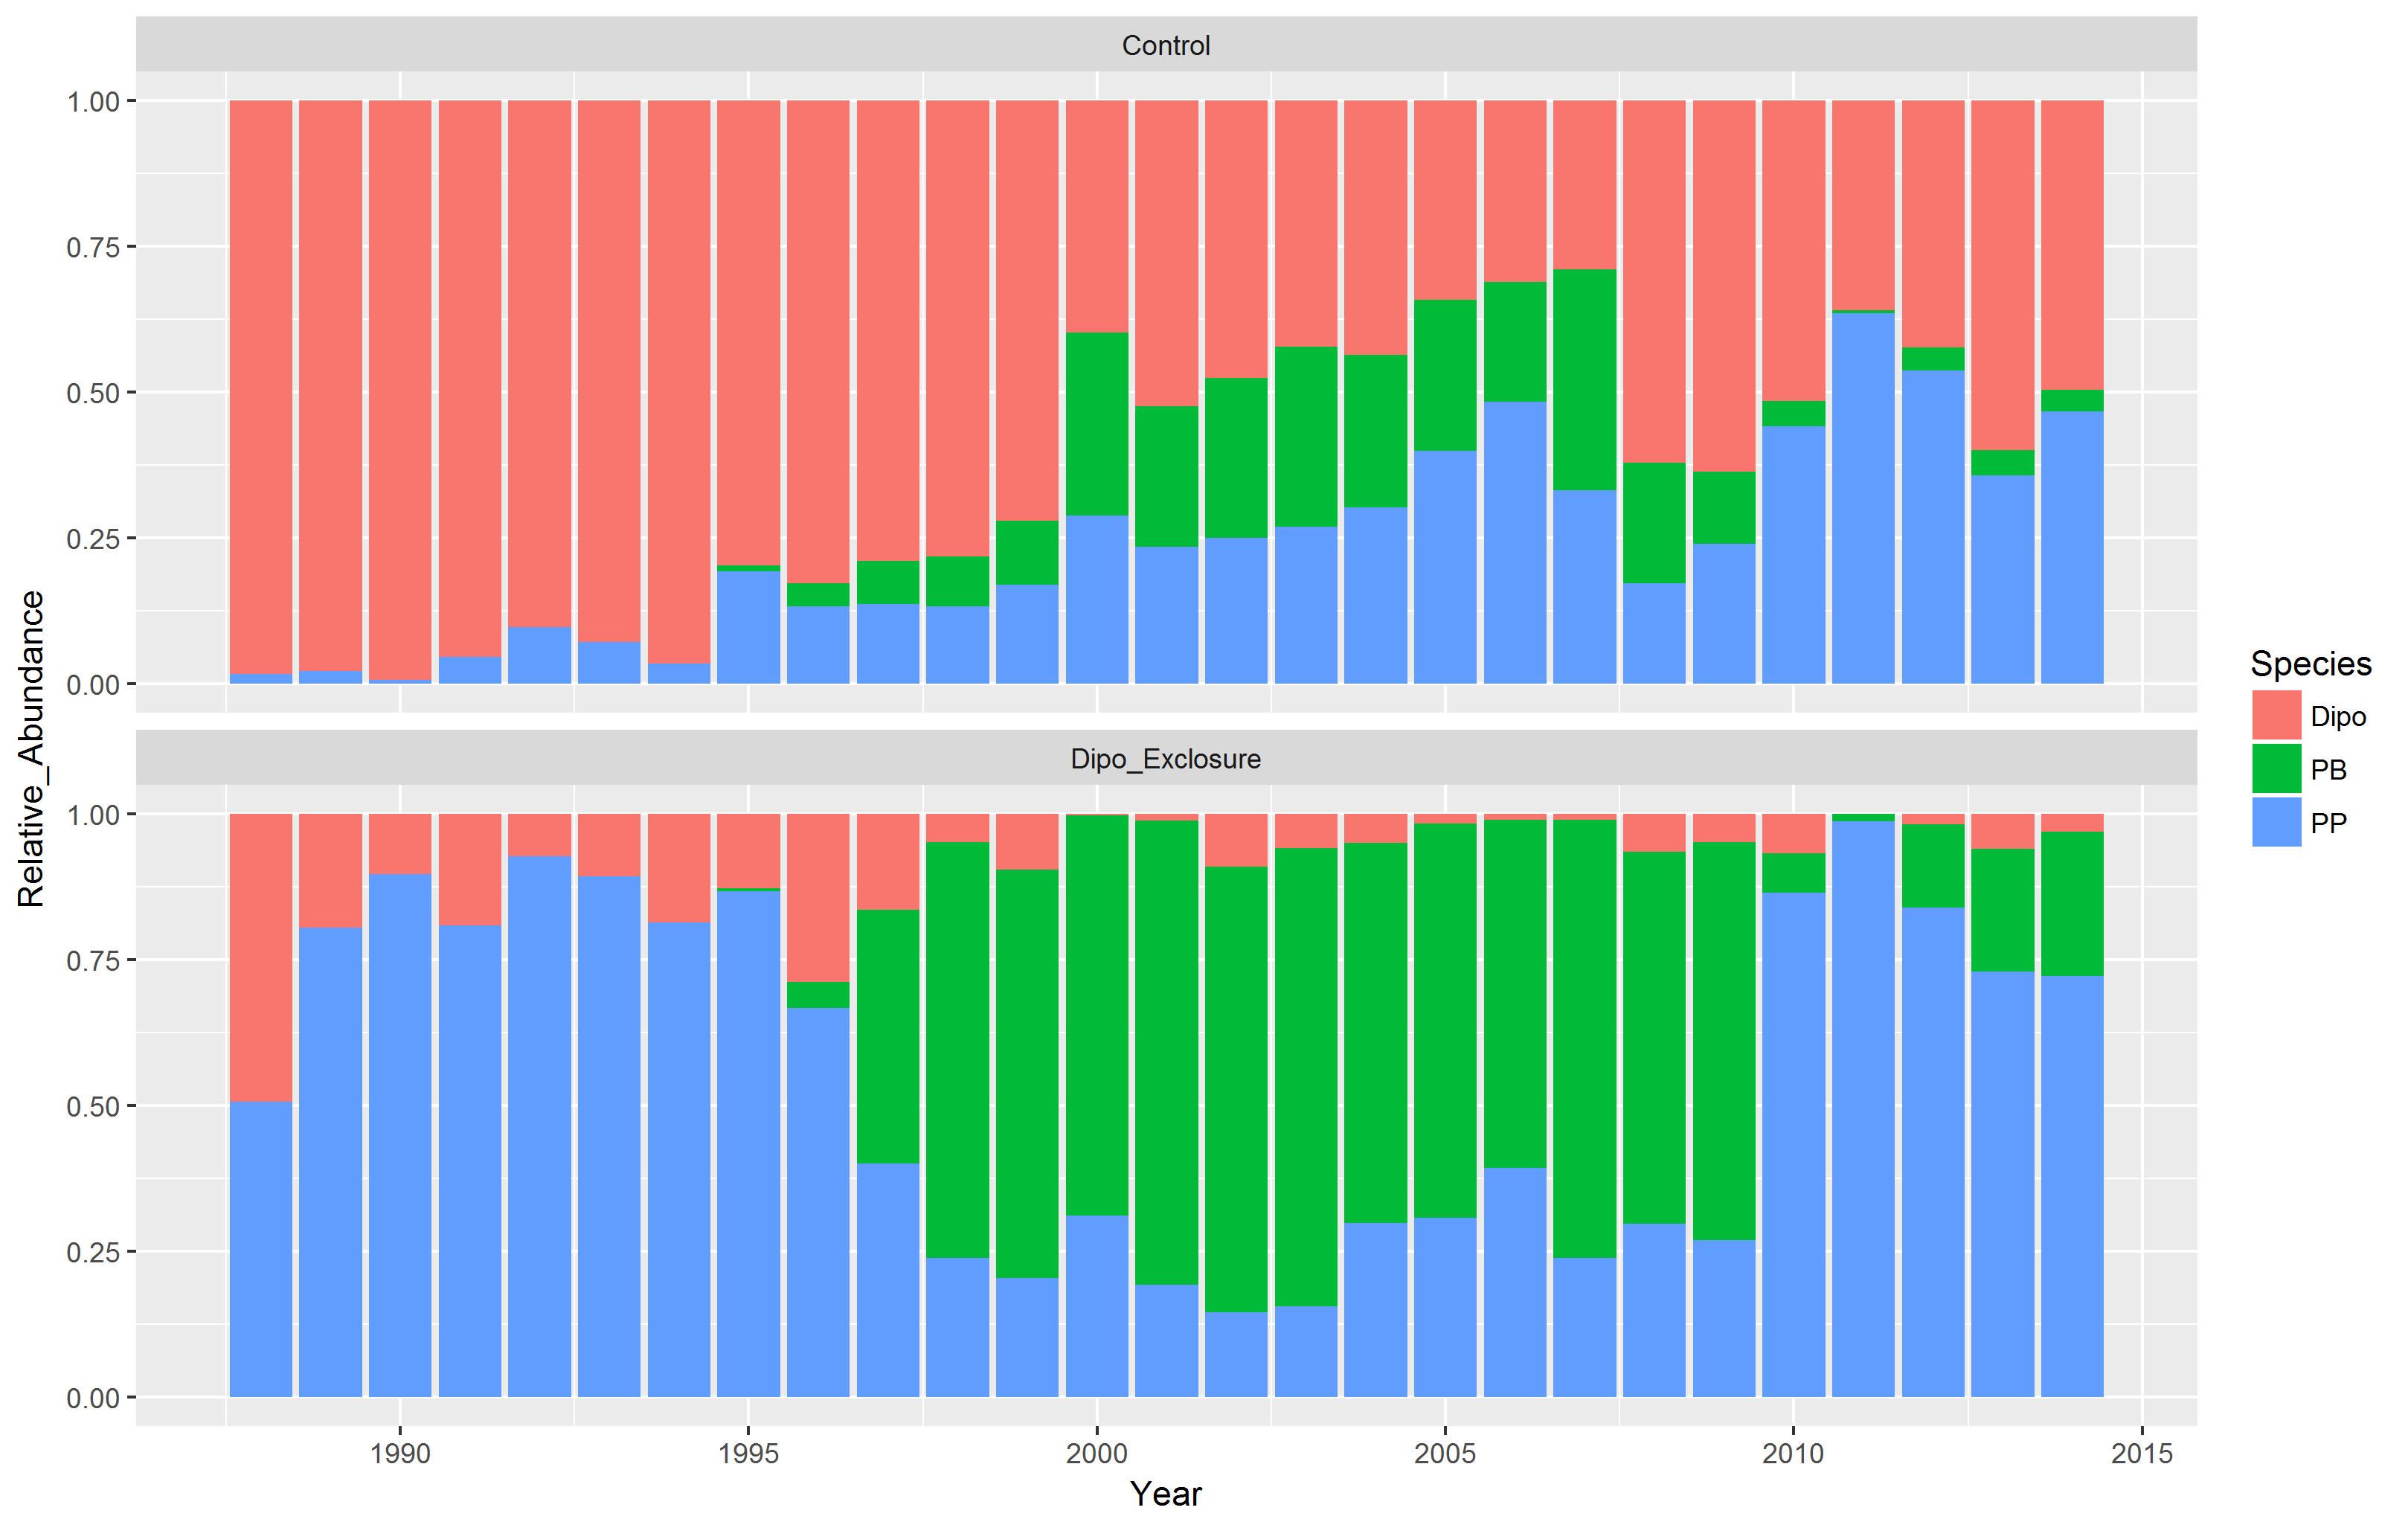 Control
1.00
0.75
0.50
0.25
0.00
Dipo_Exclosure
1.00
0.75
0.50
0.25
0.00
1990 1995 2000 2005 2010 2015
Year
Relative_Abundance
Species
Dipo
PB
PP